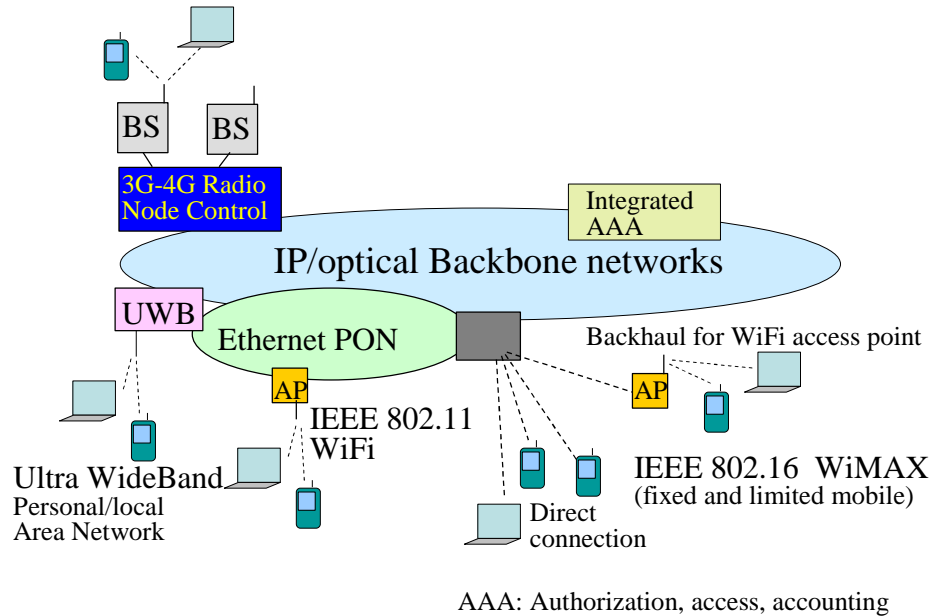 BS
BS
3G-4G Radio
Node Control
Integrated
AAA
IP/optical Backbone networks
UWB
Ethernet PON
Backhaul for WiFi access point
AP
AP
IEEE 802.11
WiFi
IEEE 802.16 WiMAX
(fixed and limited mobile)
Ultra WideBand
Personal/local
Area Network
Direct
connection
AAA: Authorization, access, accounting